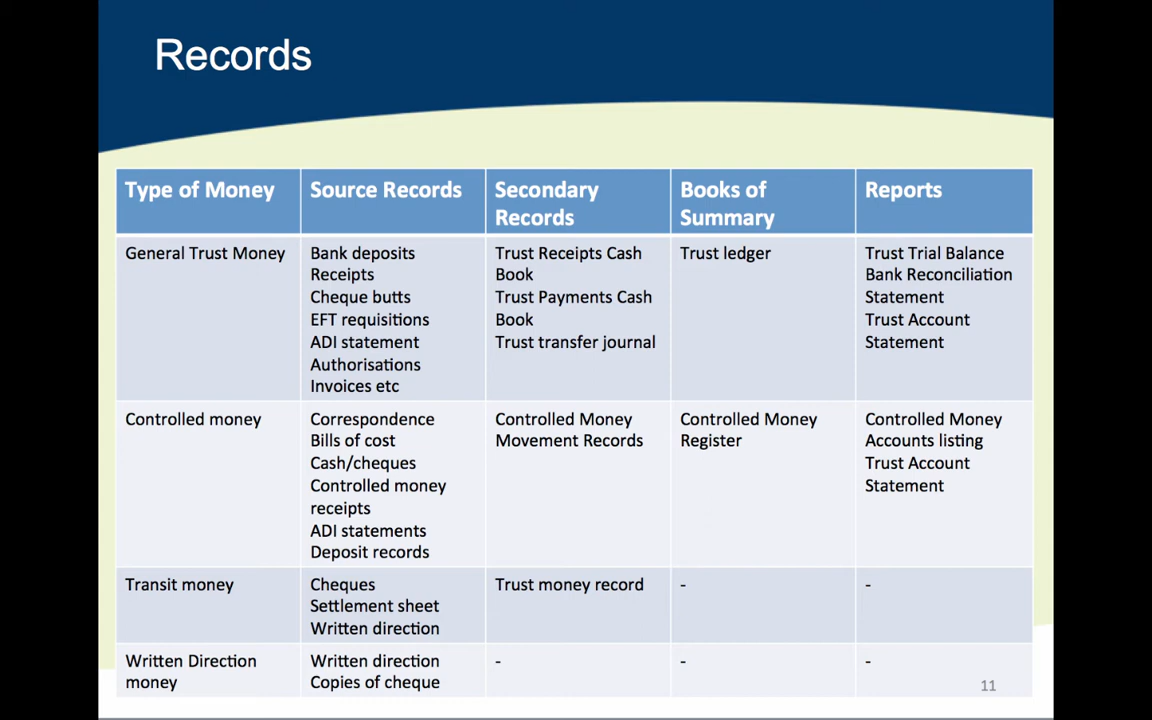 Records
Type of Money
Source Records
Secondary
Records
Books of
Summary
Reports
General Trust Money
Bank deposits
Receipts
Cheque butts
EFT requisitions
ADI statement
Authorisations
Invoices etc
Trust Receipts Cash
Book
Trust Payments Cash
Book
Trust transfer journal
Trust ledger
Trust Trial Balance
Bank Reconciliation
Statement
Trust Account
Statement
Controlled money
Correspondence
Bills of cost
Cash/cheques
Controlled money
receipts
ADI statements
Deposit records
Controlled Money
Movement Records
Controlled Money
Register
Controlled Money
Accounts listing
Trust Account
Statement
Transit money
Cheques
Settlement sheet
Written direction
Trust money record
-
-
Written Direction
money
Written direction
Copies of cheque
-
-
-
11